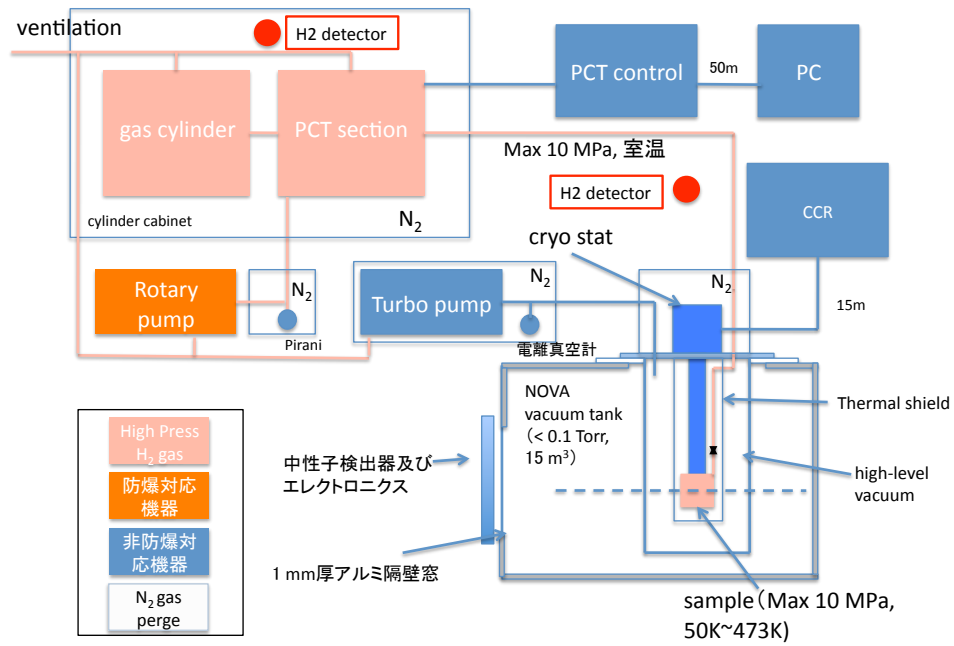 ventilation
H2 detector
gas cylinder
PCT section
PCT control
50m
PC
Max 10 MPa, 室温
H2 detector
CCR
cylinder cabinet
N2
cryo stat
Rotary
pump
N2
Pirani
Turbo pump
N2
電離真空計
N2
15m
NOVA
vacuum tank
(< 0.1 Torr,
15 m³)
Thermal shield
high-level
vacuum
中性子検出器及び
エレクトロニクス
1 mm厚アルミ隔壁窓
sample(Max 10 MPa,
50K~473K)
High Press
H2 gas
防爆対応
機器
非防爆対
応機器
N2 gas
perge